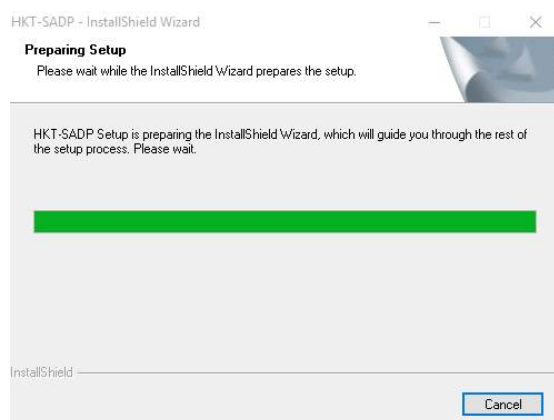 HKT-SADP - InstallShield Wizard
Preparing Setup
Please wait while the InstallShield Wizard prepares the setup.
HKT-SADP Setup is preparing the InstallShield Wizard, which will guide you through the rest of
the setup process. Please wait.
InstallShield
Cancel